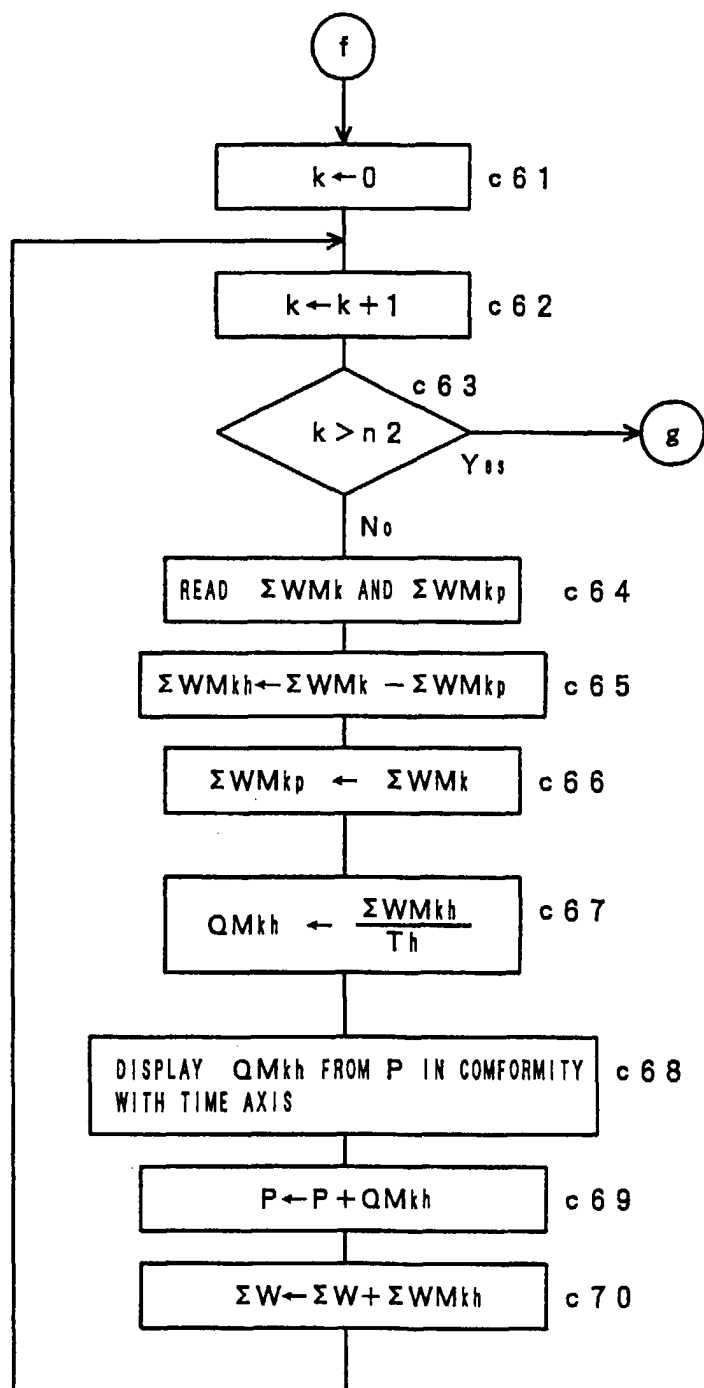 f
k←0 c61
k←k+1 c62
c63
k>n2
g
Yes
No
READ ΣWMk AND ΣWMkp c64
ΣWMkh←ΣWMk − ΣWMkp c65
ΣWMkp ← ΣWMk c66
QMkh ← ΣWMkh c67
Th
DISPLAY QMkh FROM P IN COMFORMITY c68
WITH TIME AXIS
P←P+QMkh c69
ΣW←ΣW+ΣWMkh c70